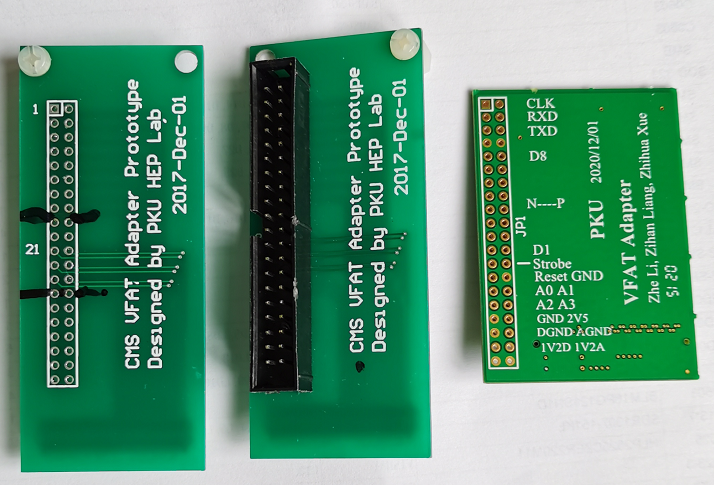 1
21
CMS VFAT Adapter Prototype
Designed by PKU HEP Lab
2017-Dec-01
CMS VFAT Adapter Prototype
Designed by PKU HEP Lab
2017-Dec-01
CLK
RXD
TXD
D8
N----P
JP1
D1
Strobe
Reset GND
A0 A1
A2 A3
GND 2V5
DGND AGND
1V2D 1V2A
PKU 2020/12/01
VFAT Adapter
Zhe Li, Zihan Liang, Zhihua Xue